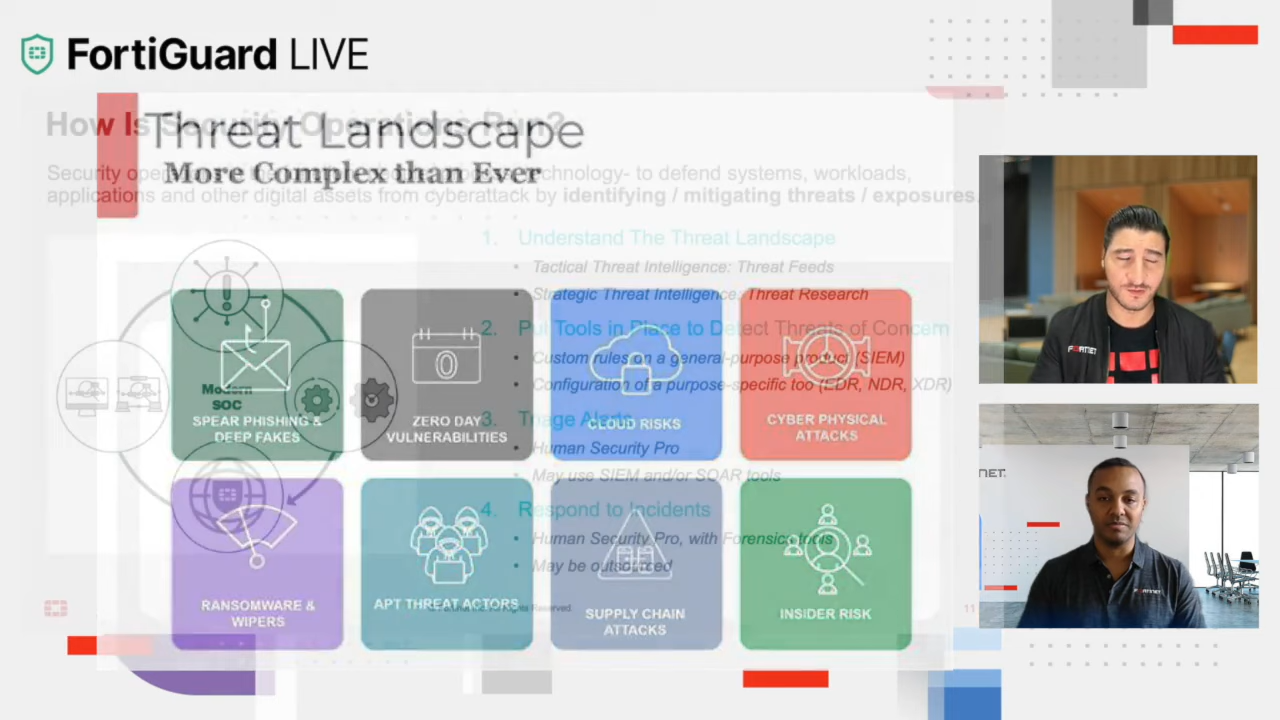 FortiGuard LIVE
How Is Security Operations Run?
Threat Landscape
More Complex than Ever
Security technology- to defend systems, workloads,
applications and other digital assets from cyberattack by identifying / mitigating threats / exposures.
1. Understand The Threat Landscape
• Tactical Threat Intelligence: Threat Feeds
• Strategic Threat Intelligence: Threat Research
2. Put Tools in Place to Detect Threats of Concern
• Custom rules on a general-purpose product (SIEM)
• Configuration of a purpose-specific too (EDR, NDR, XDR)
3. Triage Alerts
• Human Security Pro
• May use SIEM and/or SOAR tools
4. Respond to Incidents
• Human Security Pro, with Forensics tools
• May be outsourced
Modern
SOC
SPEAR PHISHING &
DEEP FAKES
ZERO DAY
VULNERABILITIES
CLOUD RISKS
CYBER PHYSICAL
ATTACKS
RANSOMWARE &
WIPERS
APT THREAT ACTORS
SUPPLY CHAIN
ATTACKS
INSIDER RISK
Reserved.
11
FORTINET
NET
FORTINET